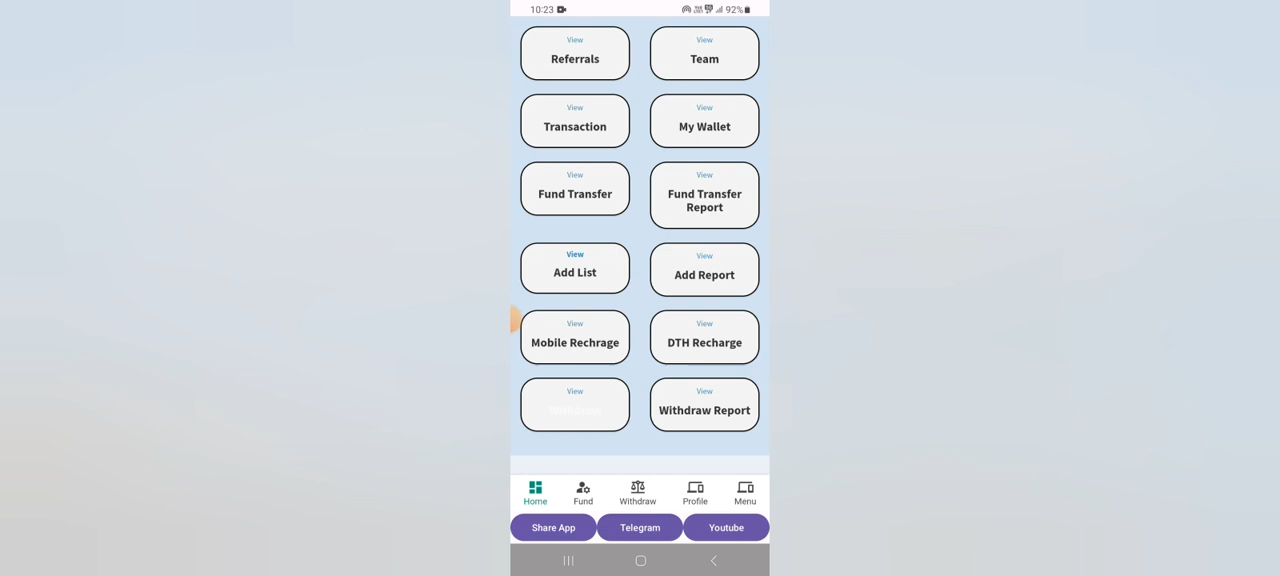 10:23
92%
View
Referrals
View
Team
View
Transaction
View
My Wallet
View
Fund Transfer
View
Fund Transfer
Report
View
Add List
View
Add Report
View
Mobile Rechrage
View
DTH Recharge
View
View
Withdraw Report
Home
Fund
Withdraw
Profile
Menu
Share App
Telegram
Youtube